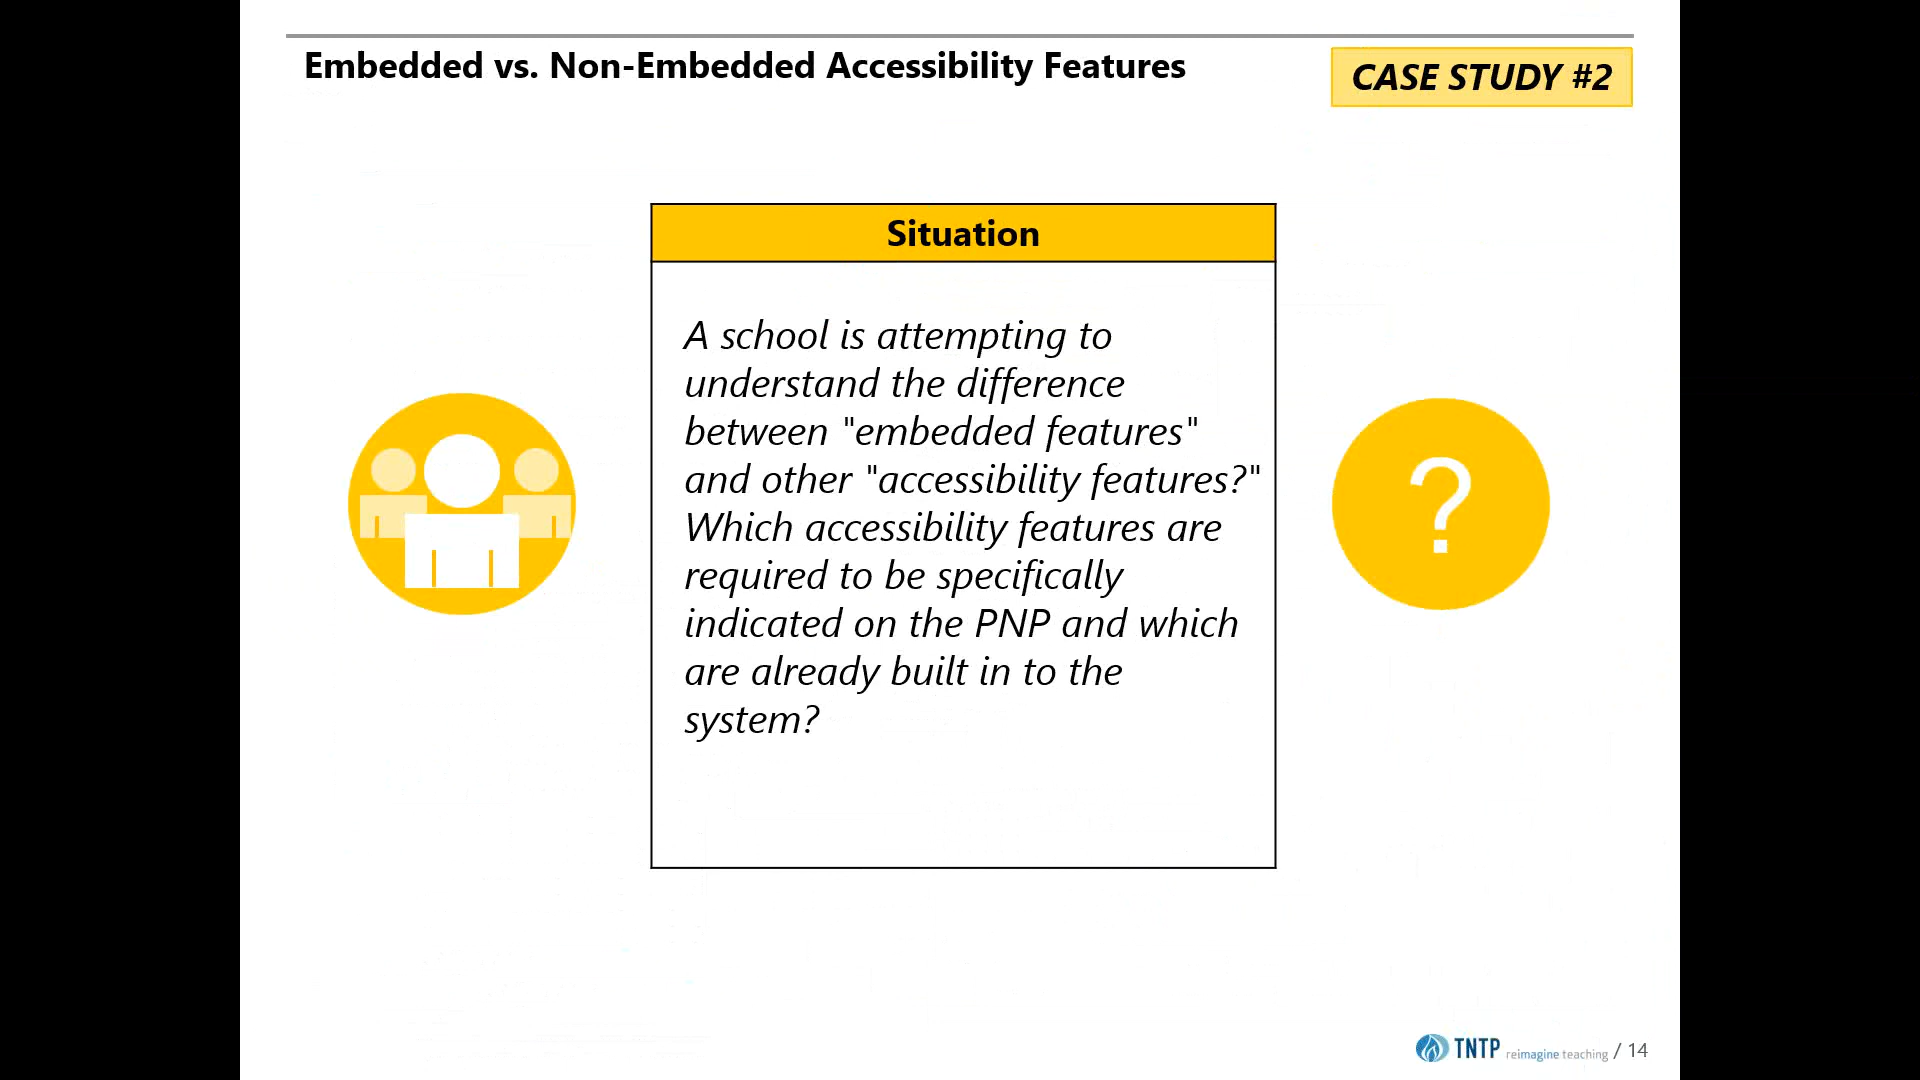 Embedded vs. Non-Embedded Accessibility Features
CASE STUDY #2
Situation
A school is attempting to
understand the difference
between "embedded features"
and other "accessibility features?"
Which accessibility features are
required to be specifically
indicated on the PNP and which
are already built in to the
system?
?
TNTP reimagine teaching / 14